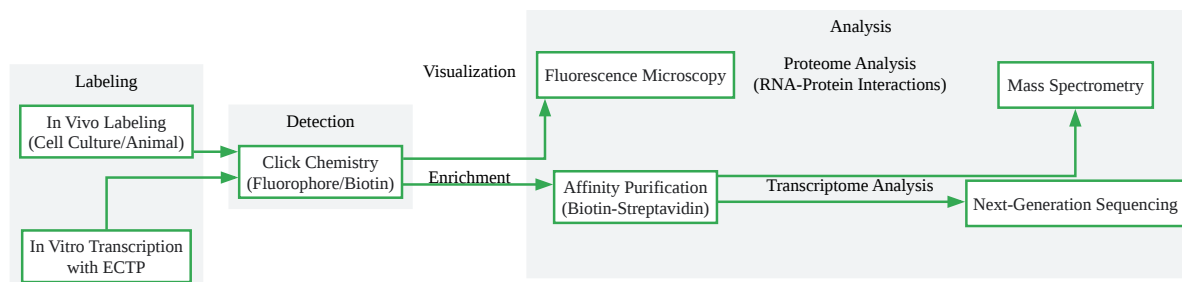 Labeling
In Vivo Labeling
(Cell Culture/Animal)
In Vitro Transcription
with ECTP
Detection
Click Chemistry
(Fluorophore/Biotin)
Visualization
Enrichment
Analysis
Fluorescence Microscopy
Proteome Analysis
(RNA-Protein Interactions)
Mass Spectrometry
Affinity Purification
(Biotin-Streptavidin)
Transcriptome Analysis
Next-Generation Sequencing